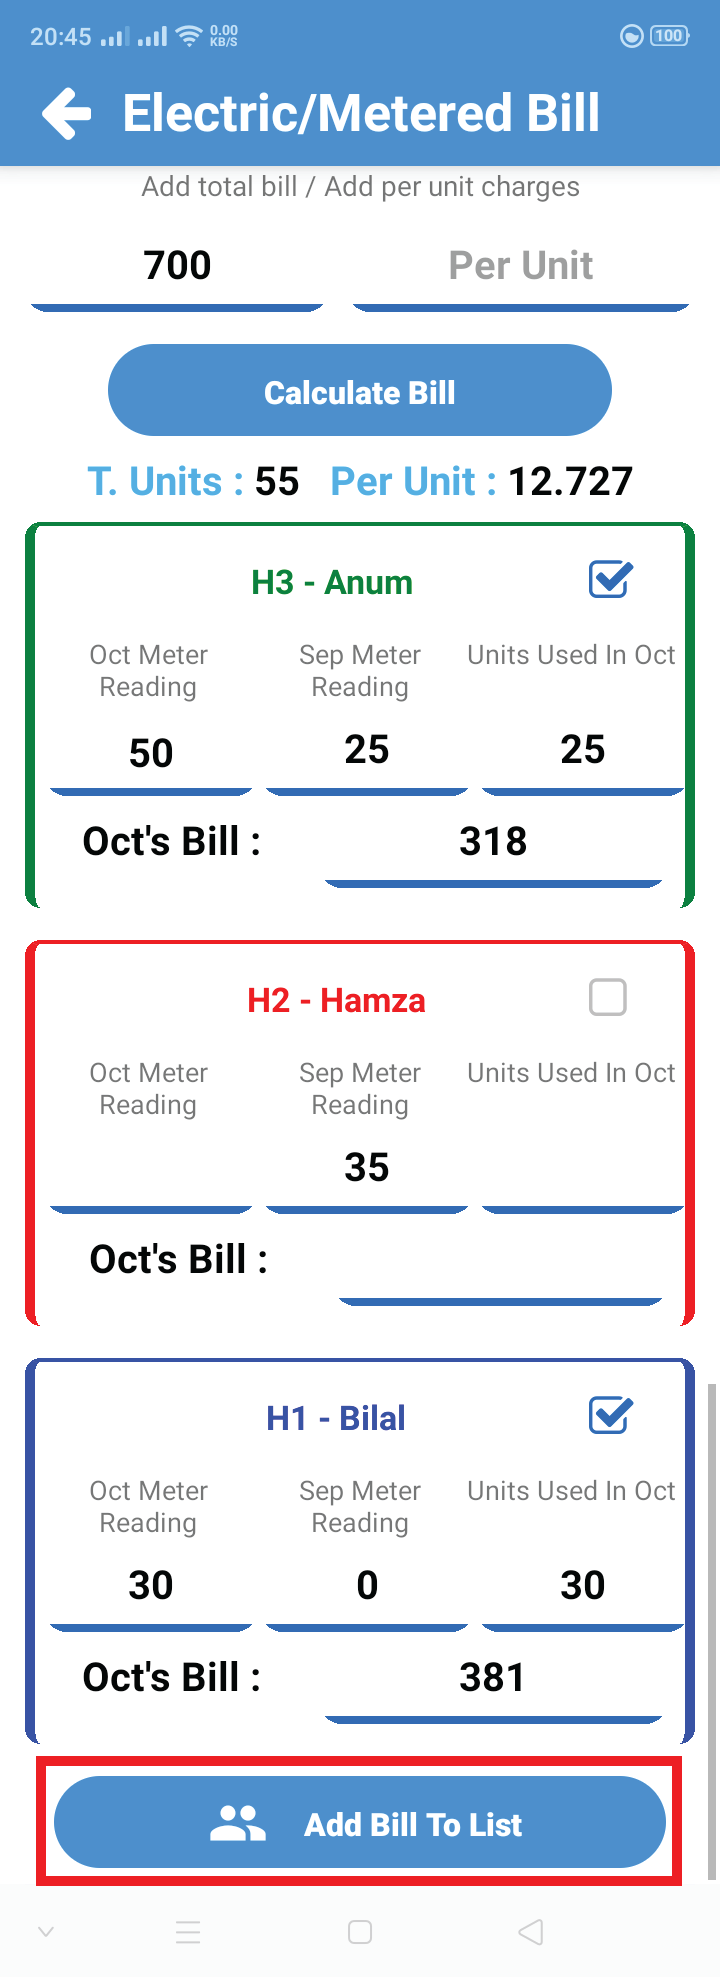 20:45 0.00 KB/S 100
Electric/Metered Bill
Add total bill / Add per unit charges
700 Per Unit
Calculate Bill
T. Units : 55 Per Unit : 12.727
H3 - Anum
Oct Meter Reading Sep Meter Reading Units Used In Oct
50 25 25
Oct's Bill : 318
H2 - Hamza
Oct Meter Reading Sep Meter Reading Units Used In Oct
35
Oct's Bill :
H1 - Bilal
Oct Meter Reading Sep Meter Reading Units Used In Oct
30 0 30
Oct's Bill : 381
Add Bill To List